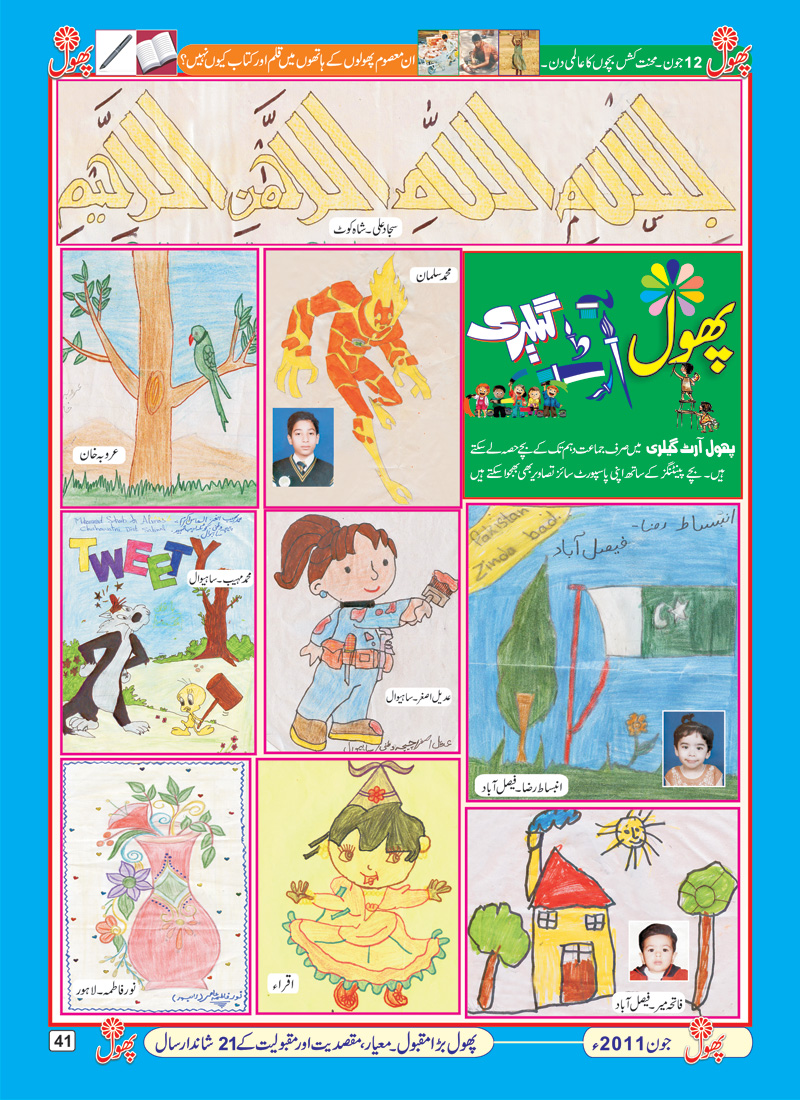 پھول
12 جون۔ محنت کش بچوں کا عالمی دن۔
ان معصوم پھولوں کے ہاتھوں میں قلم اور کتاب کیوں نہیں؟
پھول
بسم اللہ الرحمٰن الرحیم
سجاد علی۔ شاہ کوٹ
پھول آرٹ گیلری
پھول آرٹ گیلری میں صرف جماعت دہم تک کے بچے حصہ لے سکتے
ہیں۔ بچے پینٹنگز کے ساتھ اپنی پاسپورٹ سائز تصاویر بھی بھجوا سکتے ہیں
محمد سلمان
عروبہ خان
انبساط رضا۔
فیصل آباد
Pakistan
Zinda bad
انبساط رضا۔ فیصل آباد
عدیل اصغر۔ ساہیوال
TWEETY
محمد مہیب۔ ساہیوال
فاتحہ میر۔ فیصل آباد
اقراء
نور فاطمہ۔ لاہور
پھول
جون 2011ء
پھول بڑا مقبول۔ معیار، مقصدیت اور مقبولیت کے 21 شاندار سال
پھول
41